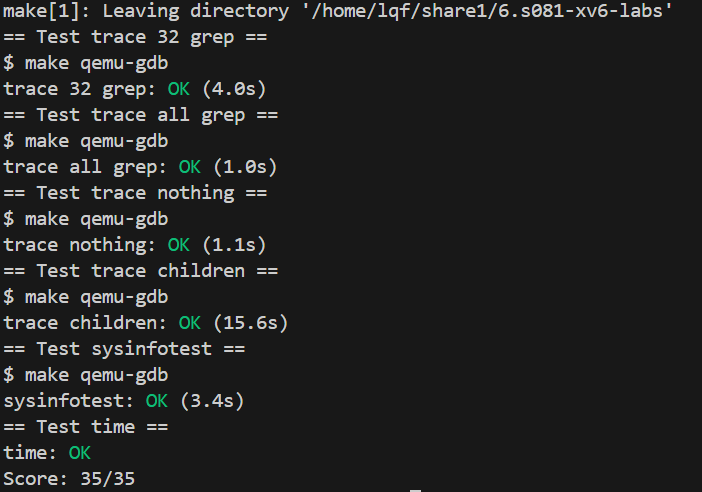 make[1]: Leaving directory '/home/lqf/share1/6.s081-xv6-labs'
== Test trace 32 grep ==
$ make qemu-gdb
trace 32 grep: OK (4.0s)
== Test trace all grep ==
$ make qemu-gdb
trace all grep: OK (1.0s)
== Test trace nothing ==
$ make qemu-gdb
trace nothing: OK (1.1s)
== Test trace children ==
$ make qemu-gdb
trace children: OK (15.6s)
== Test sysinfotest ==
$ make qemu-gdb
sysinfotest: OK (3.4s)
== Test time ==
time: OK
Score: 35/35